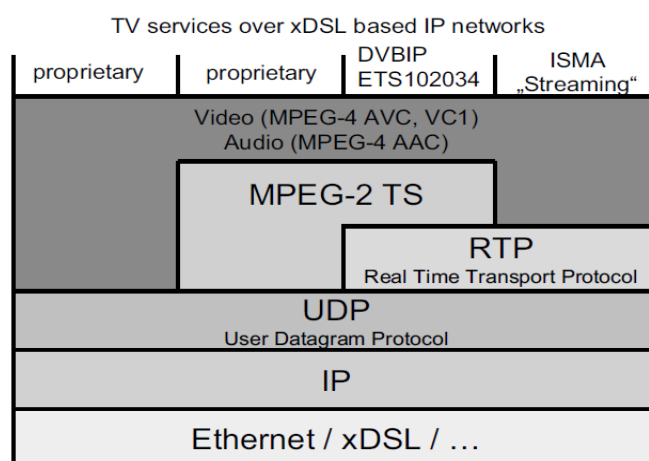 TV services over xDSL based IP networks
proprietary
proprietary
DVBIP
ETS102034
ISMA
„Streaming“
Video (MPEG-4 AVC, VC1)
Audio (MPEG-4 AAC)
MPEG-2 TS
RTP
Real Time Transport Protocol
UDP
User Datagram Protocol
IP
Ethernet / xDSL / ...